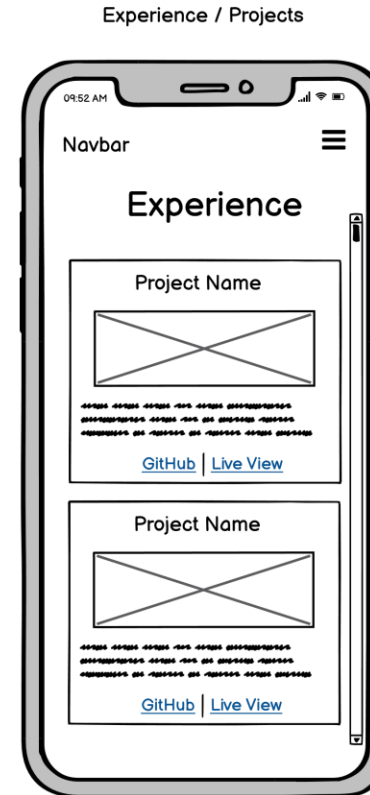 Experience / Projects
09:52 AM
Navbar
Experience
Project Name
GitHub | Live View
Project Name
GitHub | Live View